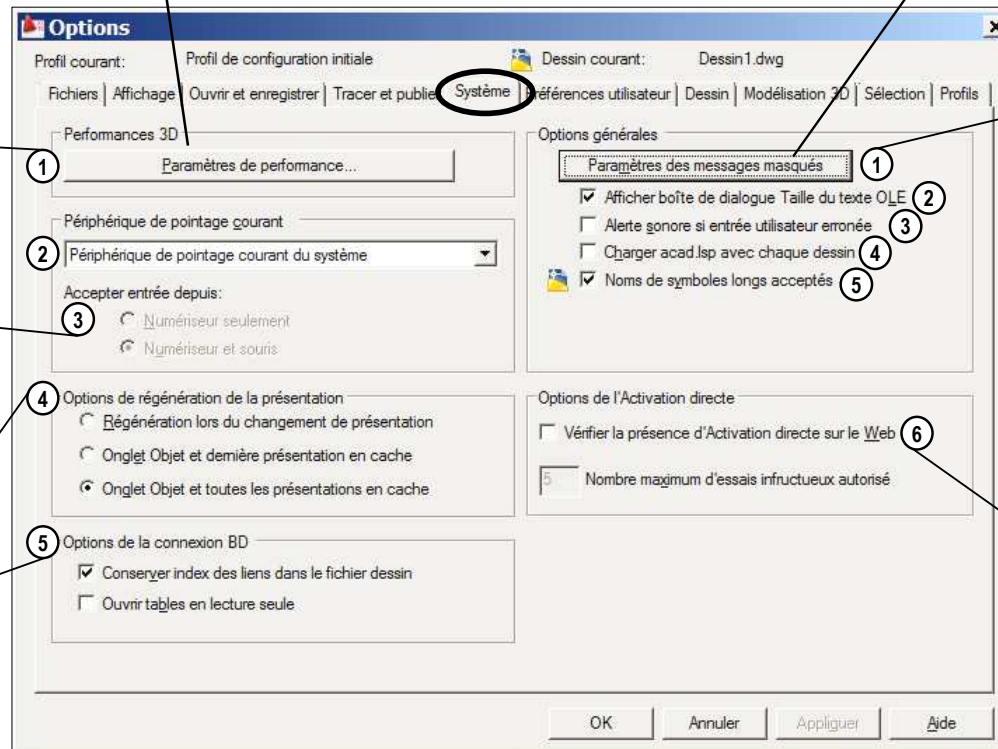 Options
Profil courant: Profil de configuration initiale Dessin courant: Dessin1.dwg
Fichiers Affichage Ouvrir et enregistrer Tracer et publie Système Préférences utilisateur Dessin Modélisation 3D Sélection Profils
Performances 3D
1 Paramètres de performance...
Périphérique de pointage courant
2 Périphérique de pointage courant du système
Accepter entrée depuis:
3
Numériseur seulement
Numériseur et souris
4 Options de régénération de la présentation
Régénération lors du changement de présentation
Onglet Objet et dernière présentation en cache
Onglet Objet et toutes les présentations en cache
5 Options de la connexion BD
Conserver index des liens dans le fichier dessin
Ouvrir tables en lecture seule
Options générales
Paramètres des messages masqués 1
Afficher boîte de dialogue Taille du texte OLE 2
Alerte sonore si entrée utilisateur erronée 3
Charger acad.lsp avec chaque dessin 4
Noms de symboles longs acceptés 5
Options de l'Activation directe
Vérifier la présence d'Activation directe sur le Web 6
5 Nombre maximum d'essais infructueux autorisé
OK Annuler Appliquer Aide